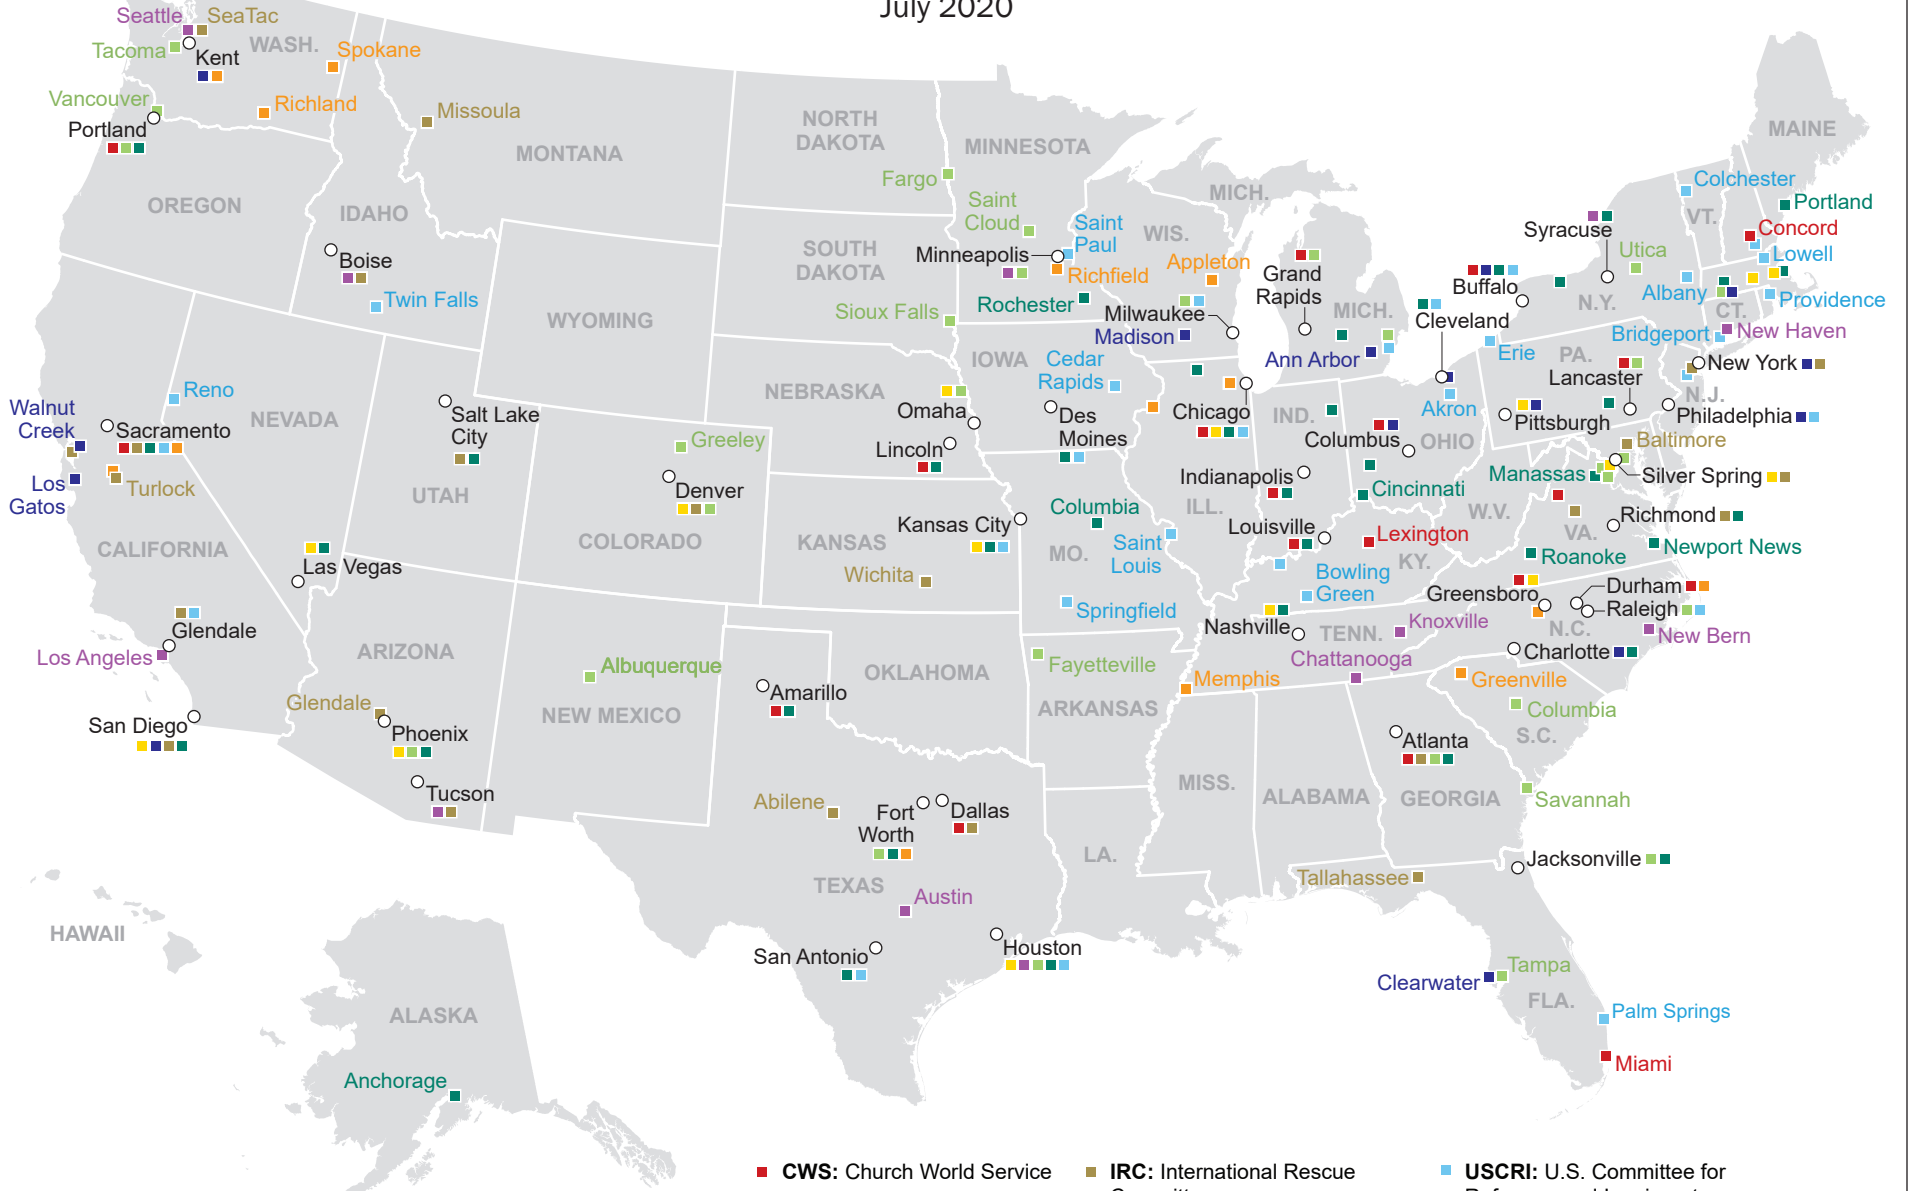 July 2020
Seattle
SeaTac
Tacoma
Kent
WASH.
Spokane
Vancouver
Richland
Portland
Missoula
MONTANA
OREGON
IDAHO
Boise
Twin Falls
WYOMING
NORTH
DAKOTA
MINNESOTA
Fargo
Saint
Cloud
SOUTH
DAKOTA
Minneapolis
Saint
Paul
Richfield
Sioux Falls
Rochester
WIS.
Appleton
MICH.
Milwaukee
Madison
Grand
Rapids
MICH.
Ann Arbor
MAINE
Colchester
VT.
Portland
Concord
Syracuse
Utica
Lowell
Buffalo
N.Y.
Albany
Providence
CT.
Cleveland
Bridgeport
New Haven
Erie
PA.
New York
Lancaster
N.J.
Akron
Philadelphia
Pittsburgh
Baltimore
Walnut
Creek
Reno
Sacramento
NEVADA
Los
Gatos
Turlock
CALIFORNIA
Salt Lake
City
UTAH
Greeley
Denver
COLORADO
NEBRASKA
Omaha
Lincoln
IOWA
Cedar
Rapids
Des
Moines
Chicago
IND.
Columbus
OHIO
Indianapolis
ILL.
Cincinnati
Manassas
Silver Spring
W.V.
VA.
Richmond
Newport News
Roanoke
Kansas City
KANSAS
Wichita
Columbia
MO.
Saint
Louis
Springfield
Louisville
Lexington
KY.
Bowling
Green
Greensboro
Durham
Raleigh
N.C.
New Bern
Charlotte
Nashville
TENN.
Knoxville
Chattanooga
Memphis
Las Vegas
Glendale
Los Angeles
San Diego
ARIZONA
Glendale
Phoenix
Tucson
Albuquerque
NEW MEXICO
Amarillo
OKLAHOMA
Fayetteville
ARKANSAS
Greenville
Columbia
S.C.
Atlanta
GEORGIA
MISS.
ALABAMA
Savannah
Abilene
Fort
Worth
Dallas
TEXAS
Austin
LA.
San Antonio
Houston
Jacksonville
Tallahassee
Clearwater
Tampa
FLA.
Palm Springs
Miami
HAWAII
ALASKA
Anchorage
CWS: Church World Service
IRC: International Rescue
USCRI: U.S. Committee for